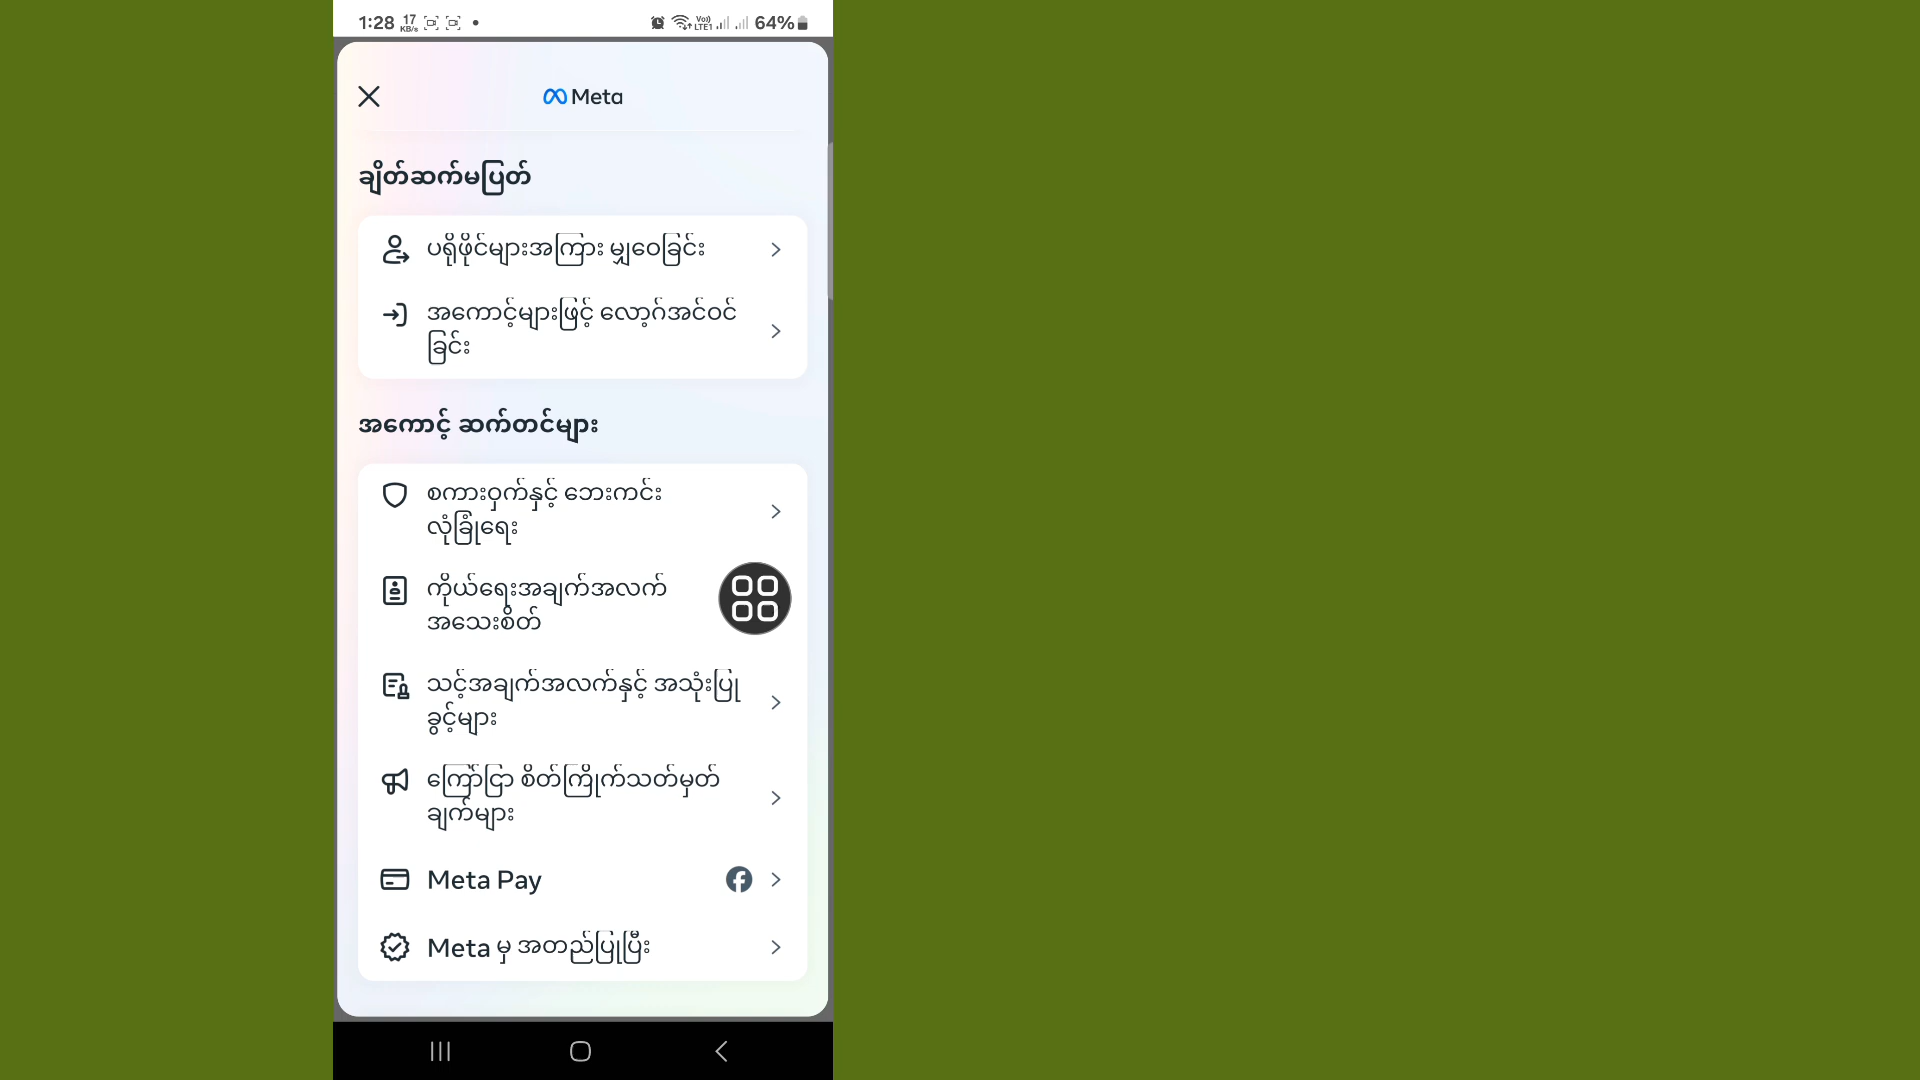 1:28 17 KB/s Vo)) LTE1 64%
Meta
ချိတ်ဆက်မပြတ်
ပရိုဖိုင်များအကြား မျှဝေခြင်း
အကောင့်များဖြင့် လော့ဂ်အင်ဝင်
ခြင်း
အကောင့် ဆက်တင်များ
စကားဝှက်နှင့် ဘေးကင်း
လုံခြုံရေး
ကိုယ်ရေးအချက်အလက်
အသေးစိတ်
သင့်အချက်အလက်နှင့် အသုံးပြု
ခွင့်များ
ကြော်ငြာ စိတ်ကြိုက်သတ်မှတ်
ချက်များ
Meta Pay
Meta မှ အတည်ပြုပြီး